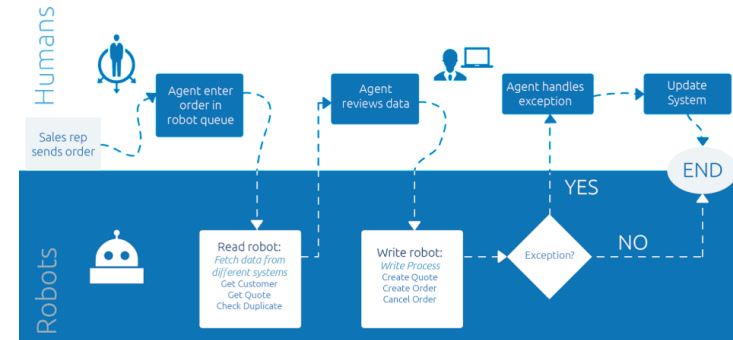 Humans
Sales rep
sends order
Agent enter
order in
robot queue
Agent
reviews data
Agent handles
exception
Update
System
END
YES
NO
Robots
Read robot:
Fetch data from
different systems
Get Customer
Get Quote
Check Duplicate
Write robot:
Write Process
Create Quote
Create Order
Cancel Order
Exception?